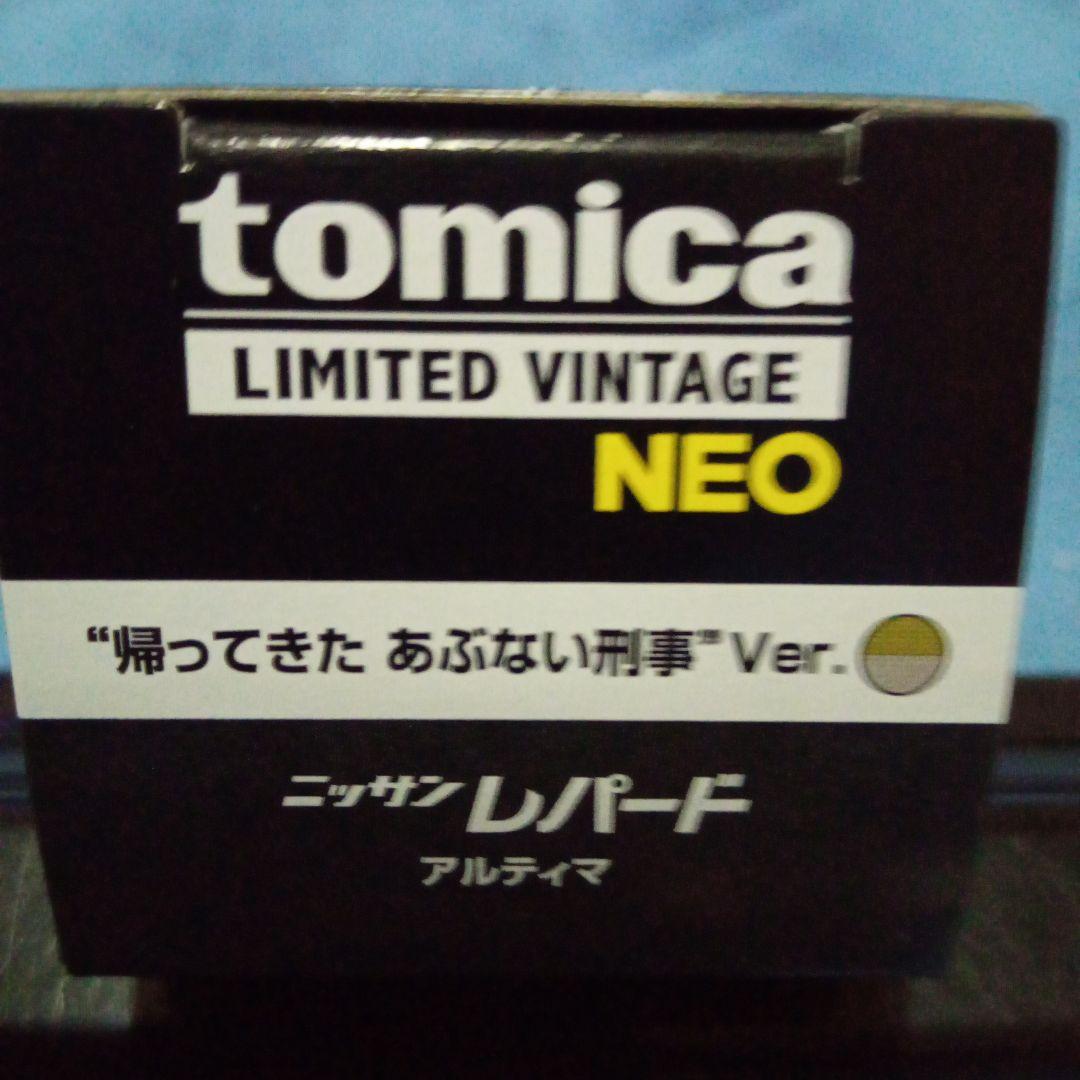 tomica
LIMITED VINTAGE
NEO
“帰ってきた あぶない刑事” Ver.
ニッサン レパード
アルティマ